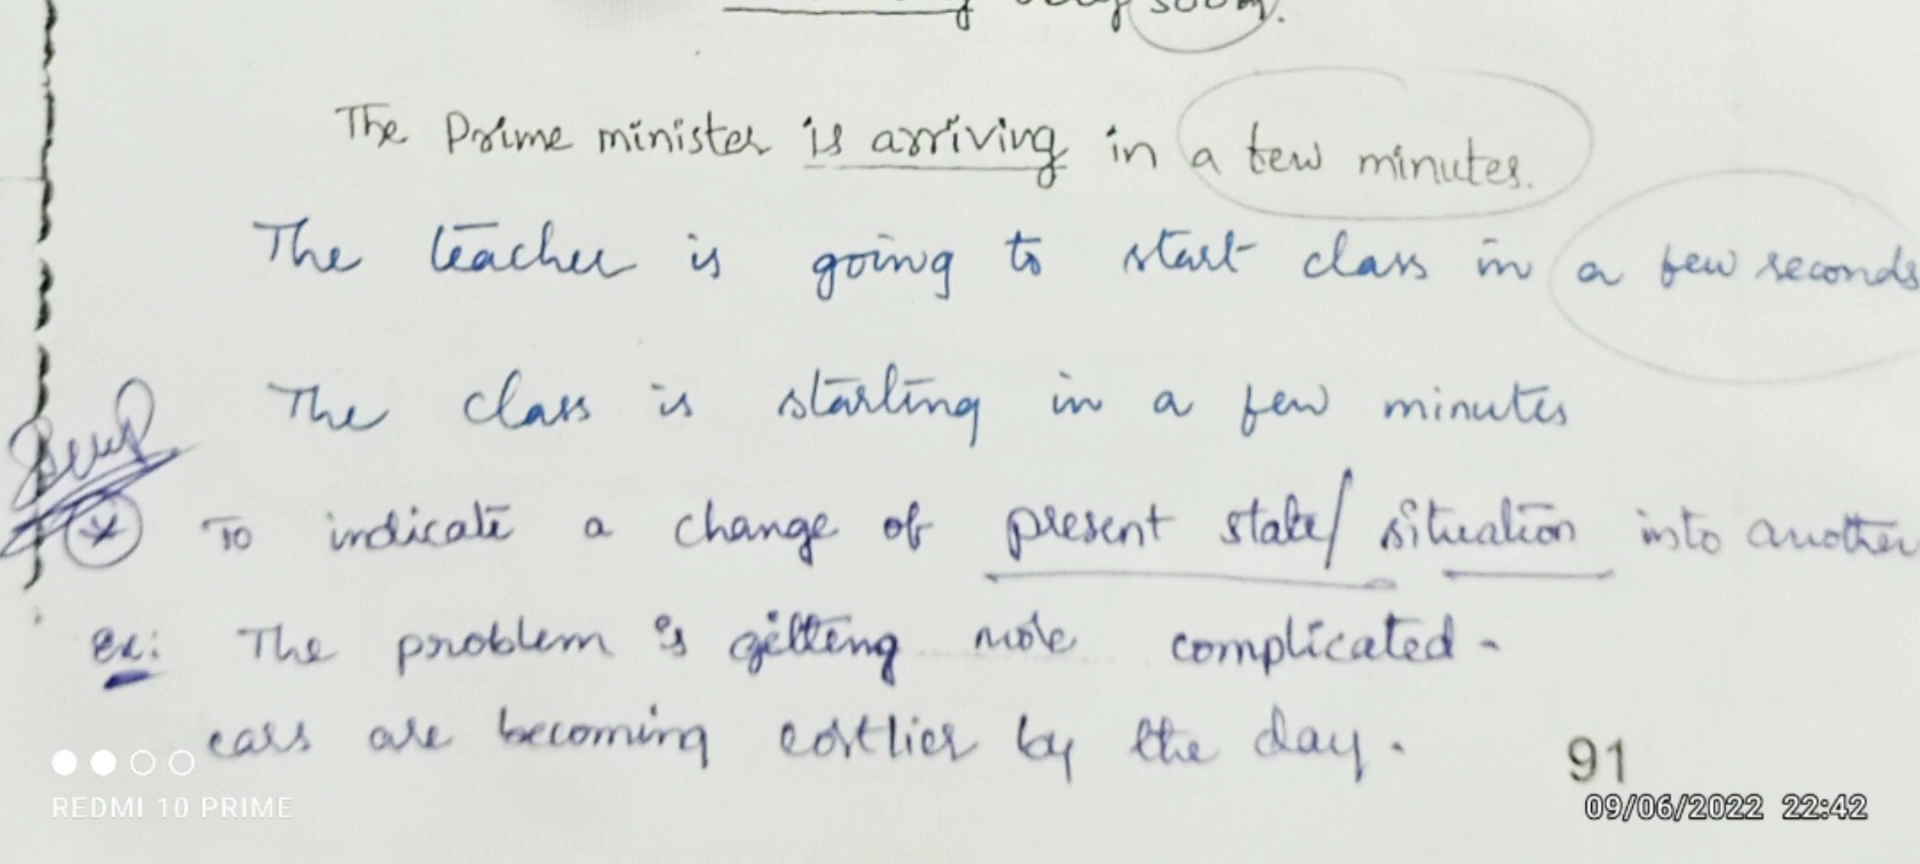 soon.
The Prime minister is arriving in a few minutes.
The teacher is going to start class in a few seconds
The class is starting in a few minutes
To indicate a change of present state/ situation into another
Ex: The problem is getting more complicated.
cars are becoming costlier by the day.
91
REDMI 10 PRIME
09/06/2022 22:42